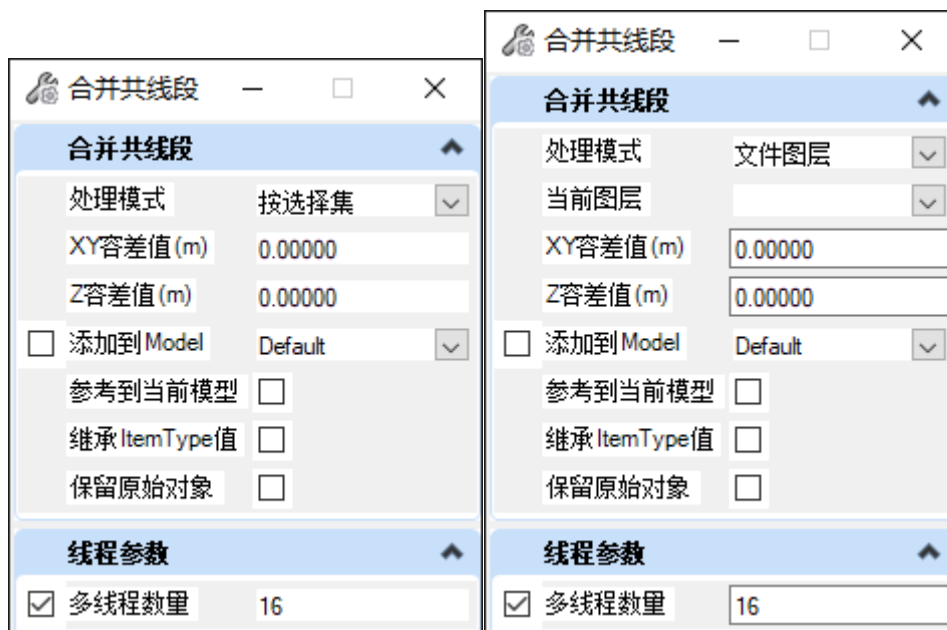 合并共线段
合并共线段
处理模式 按选择集
XY容差值(m) 0.00000
Z容差值(m) 0.00000
添加到Model Default
参考到当前模型
继承ItemType值
保留原始对象
线程参数
多线程数量 16
合并共线段
合并共线段
处理模式 文件图层
当前图层
XY容差值(m) 0.00000
Z容差值(m) 0.00000
添加到Model Default
参考到当前模型
继承ItemType值
保留原始对象
线程参数
多线程数量 16